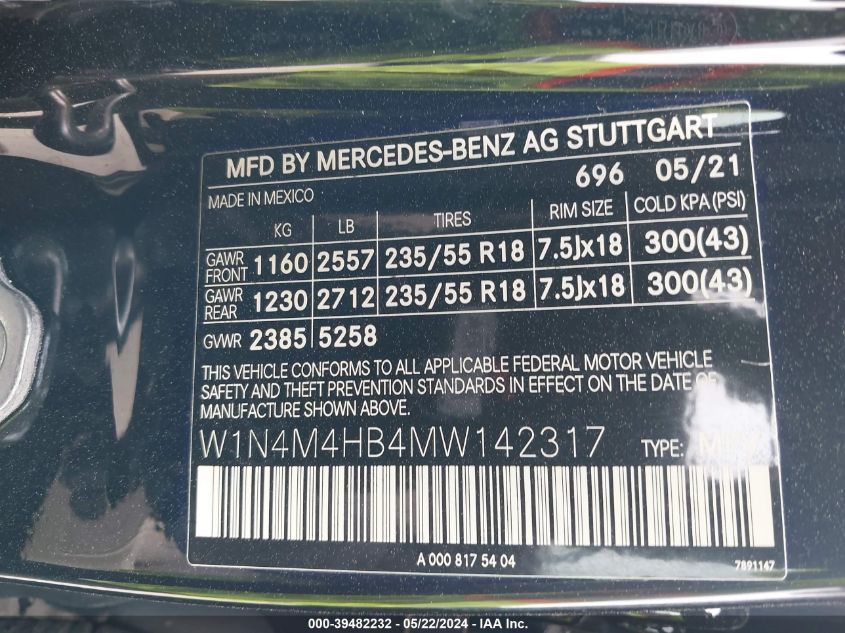 MFD BY MERCEDES-BENZ AG STUTTGART
696 05/21
MADE IN MEXICO
KG LB TIRES RIM SIZE COLD KPA (PSI)
GAWR FRONT 1160 2557 235/55 R18 7.5Jx18 300(43)
GAWR REAR 1230 2712 235/55 R18 7.5Jx18 300(43)
GVWR 2385 5258
THIS VEHICLE CONFORMS TO ALL APPLICABLE FEDERAL MOTOR VEHICLE
SAFETY AND THEFT PREVENTION STANDARDS IN EFFECT ON THE DATE OF
MANUFACTURE SHOWN ABOVE.
W1N4M4HB4MW142317 TYPE:
A 000 817 54 04
7891147
000-39482232 - 05/22/2024 - IAA Inc.